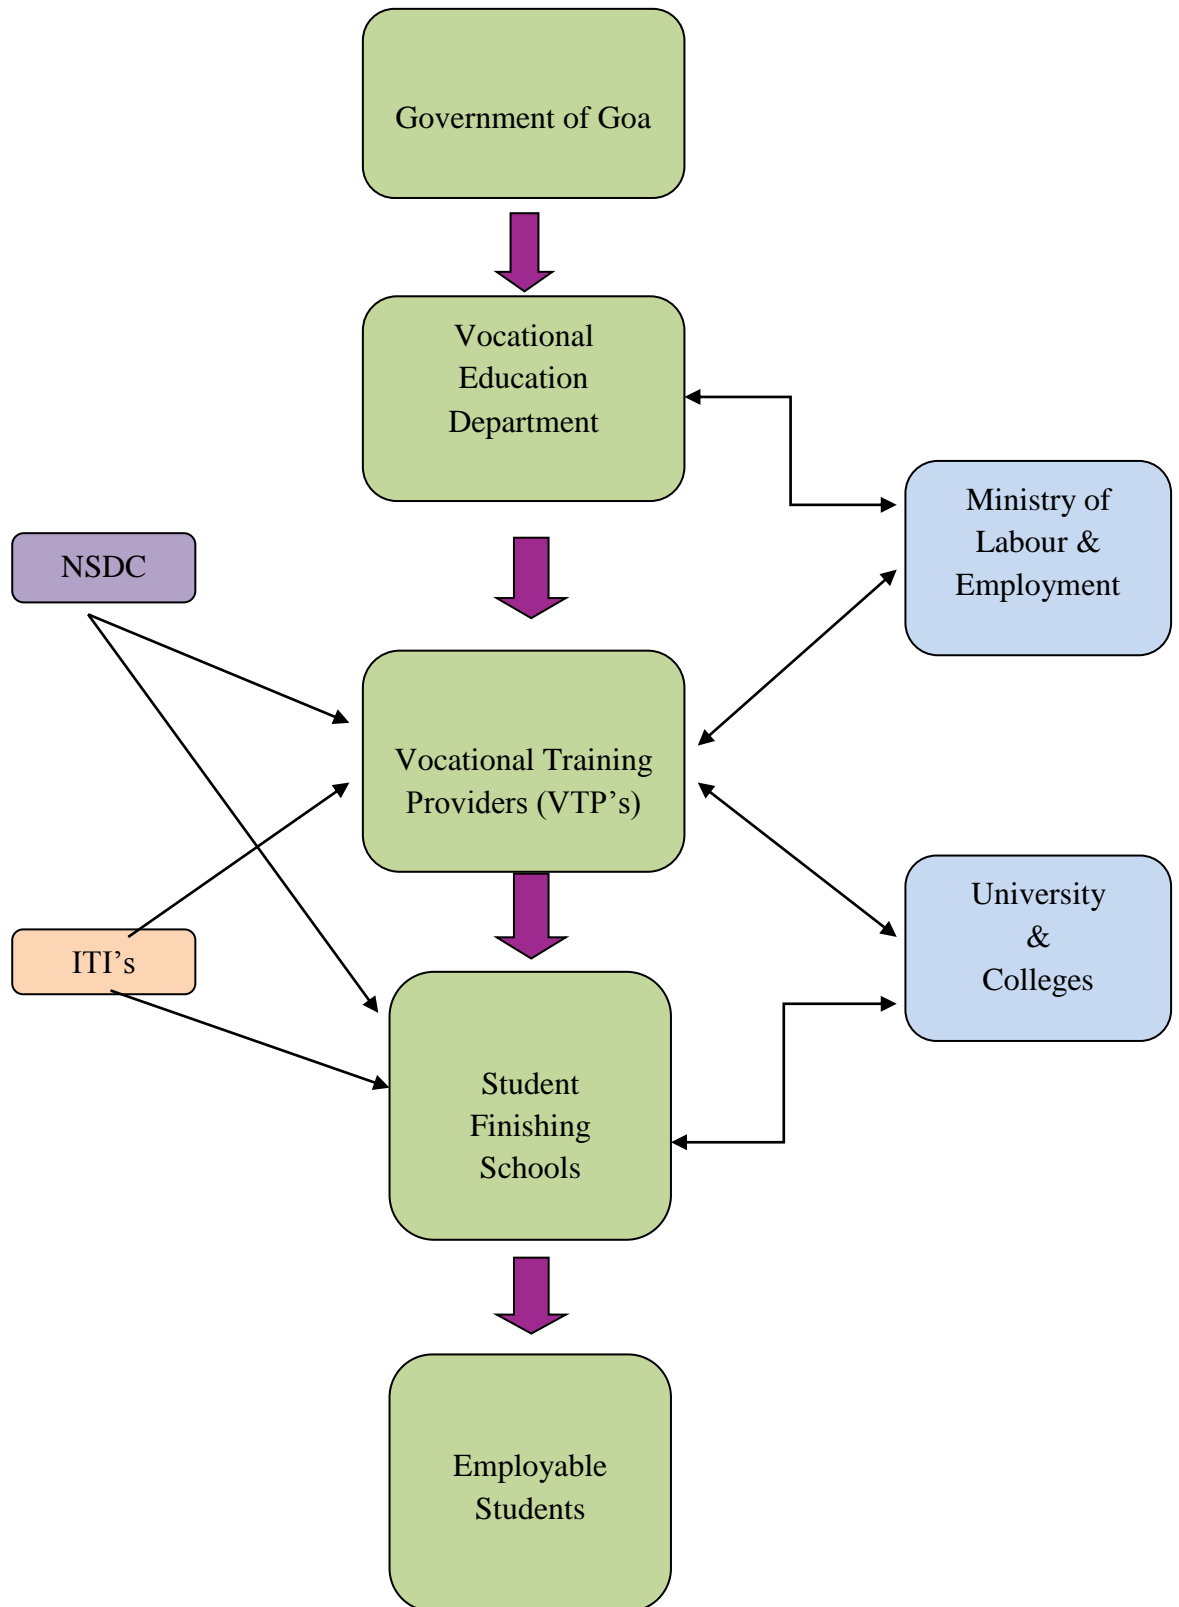 Government of Goa
Vocational
Education
Department
Ministry of
Labour &
Employment
NSDC
Vocational Training
Providers (VTP’s)
University
&
Colleges
ITI’s
Student
Finishing
Schools
Employable
Students